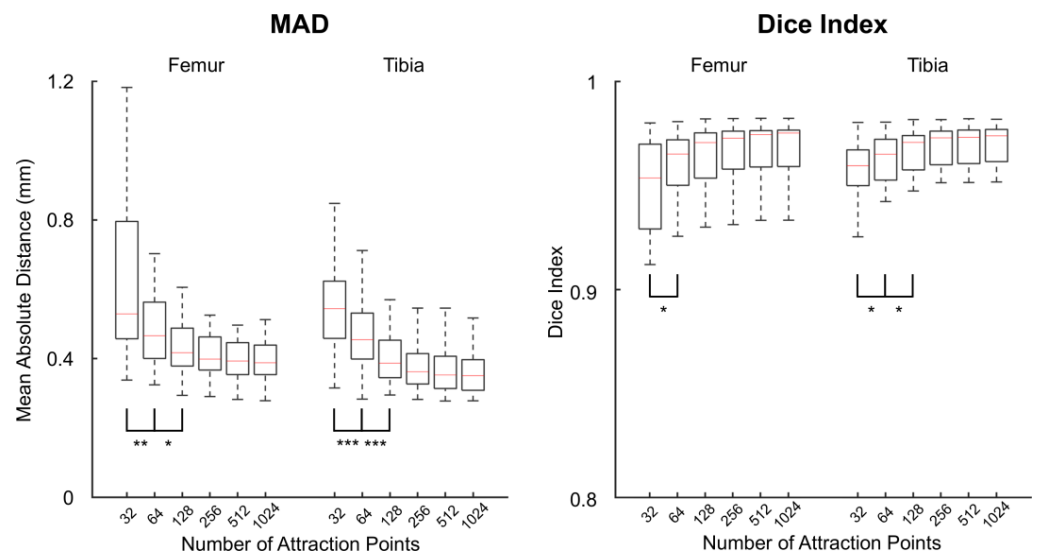 MAD
Femur Tibia
1.2
0.8
0.4
0
Mean Absolute Distance (mm)
** * *** ***
32 64 128 256 512 1024 32 64 128 256 512 1024
Number of Attraction Points
Dice Index
Femur Tibia
1
0.9
0.8
Dice Index
* * *
32 64 128 256 512 1024 32 64 128 256 512 1024
Number of Attraction Points